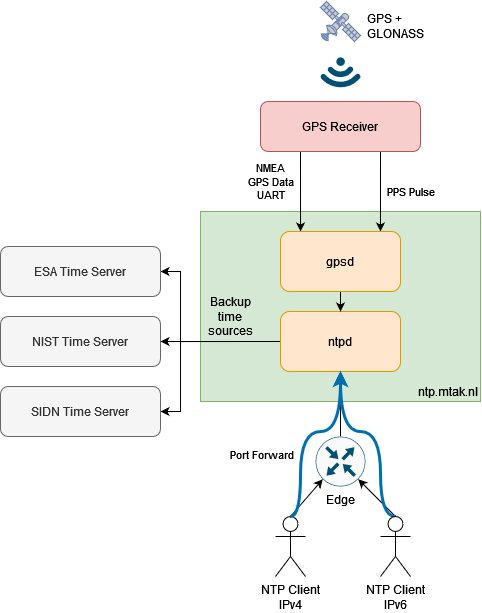 GPS +
GLONASS
GPS Receiver
NMEA
GPS Data
UART
PPS Pulse
gpsd
ESA Time Server
Backup
time
sources
NIST Time Server
ntpd
SIDN Time Server
ntp.mtak.nl
Port Forward
Edge
NTP Client
IPv4
NTP Client
IPv6